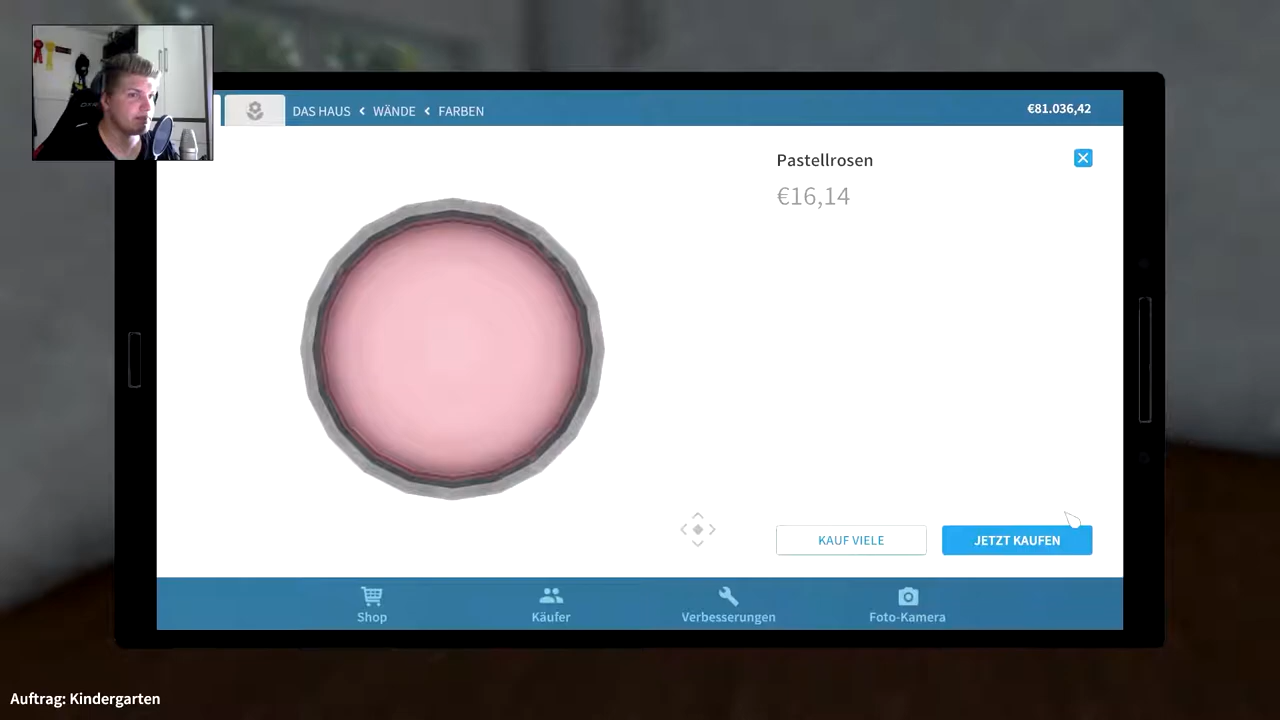 DAS HAUS < WÄNDE < FARBEN
€81.036,42
Pastellrosen
€16,14
KAUF VIELE
JETZT KAUFEN
Shop
Käufer
Verbesserungen
Foto-Kamera
Auftrag: Kindergarten